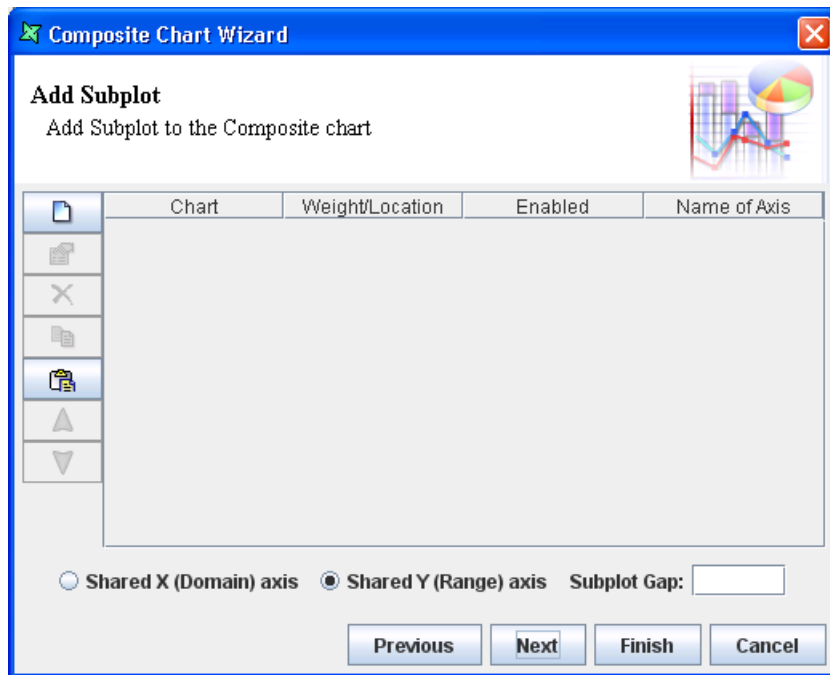 Composite Chart Wizard
Add Subplot
Add Subplot to the Composite chart
Chart Weight/Location Enabled Name of Axis
Shared X (Domain) axis Shared Y (Range) axis Subplot Gap:
Previous Next Finish Cancel